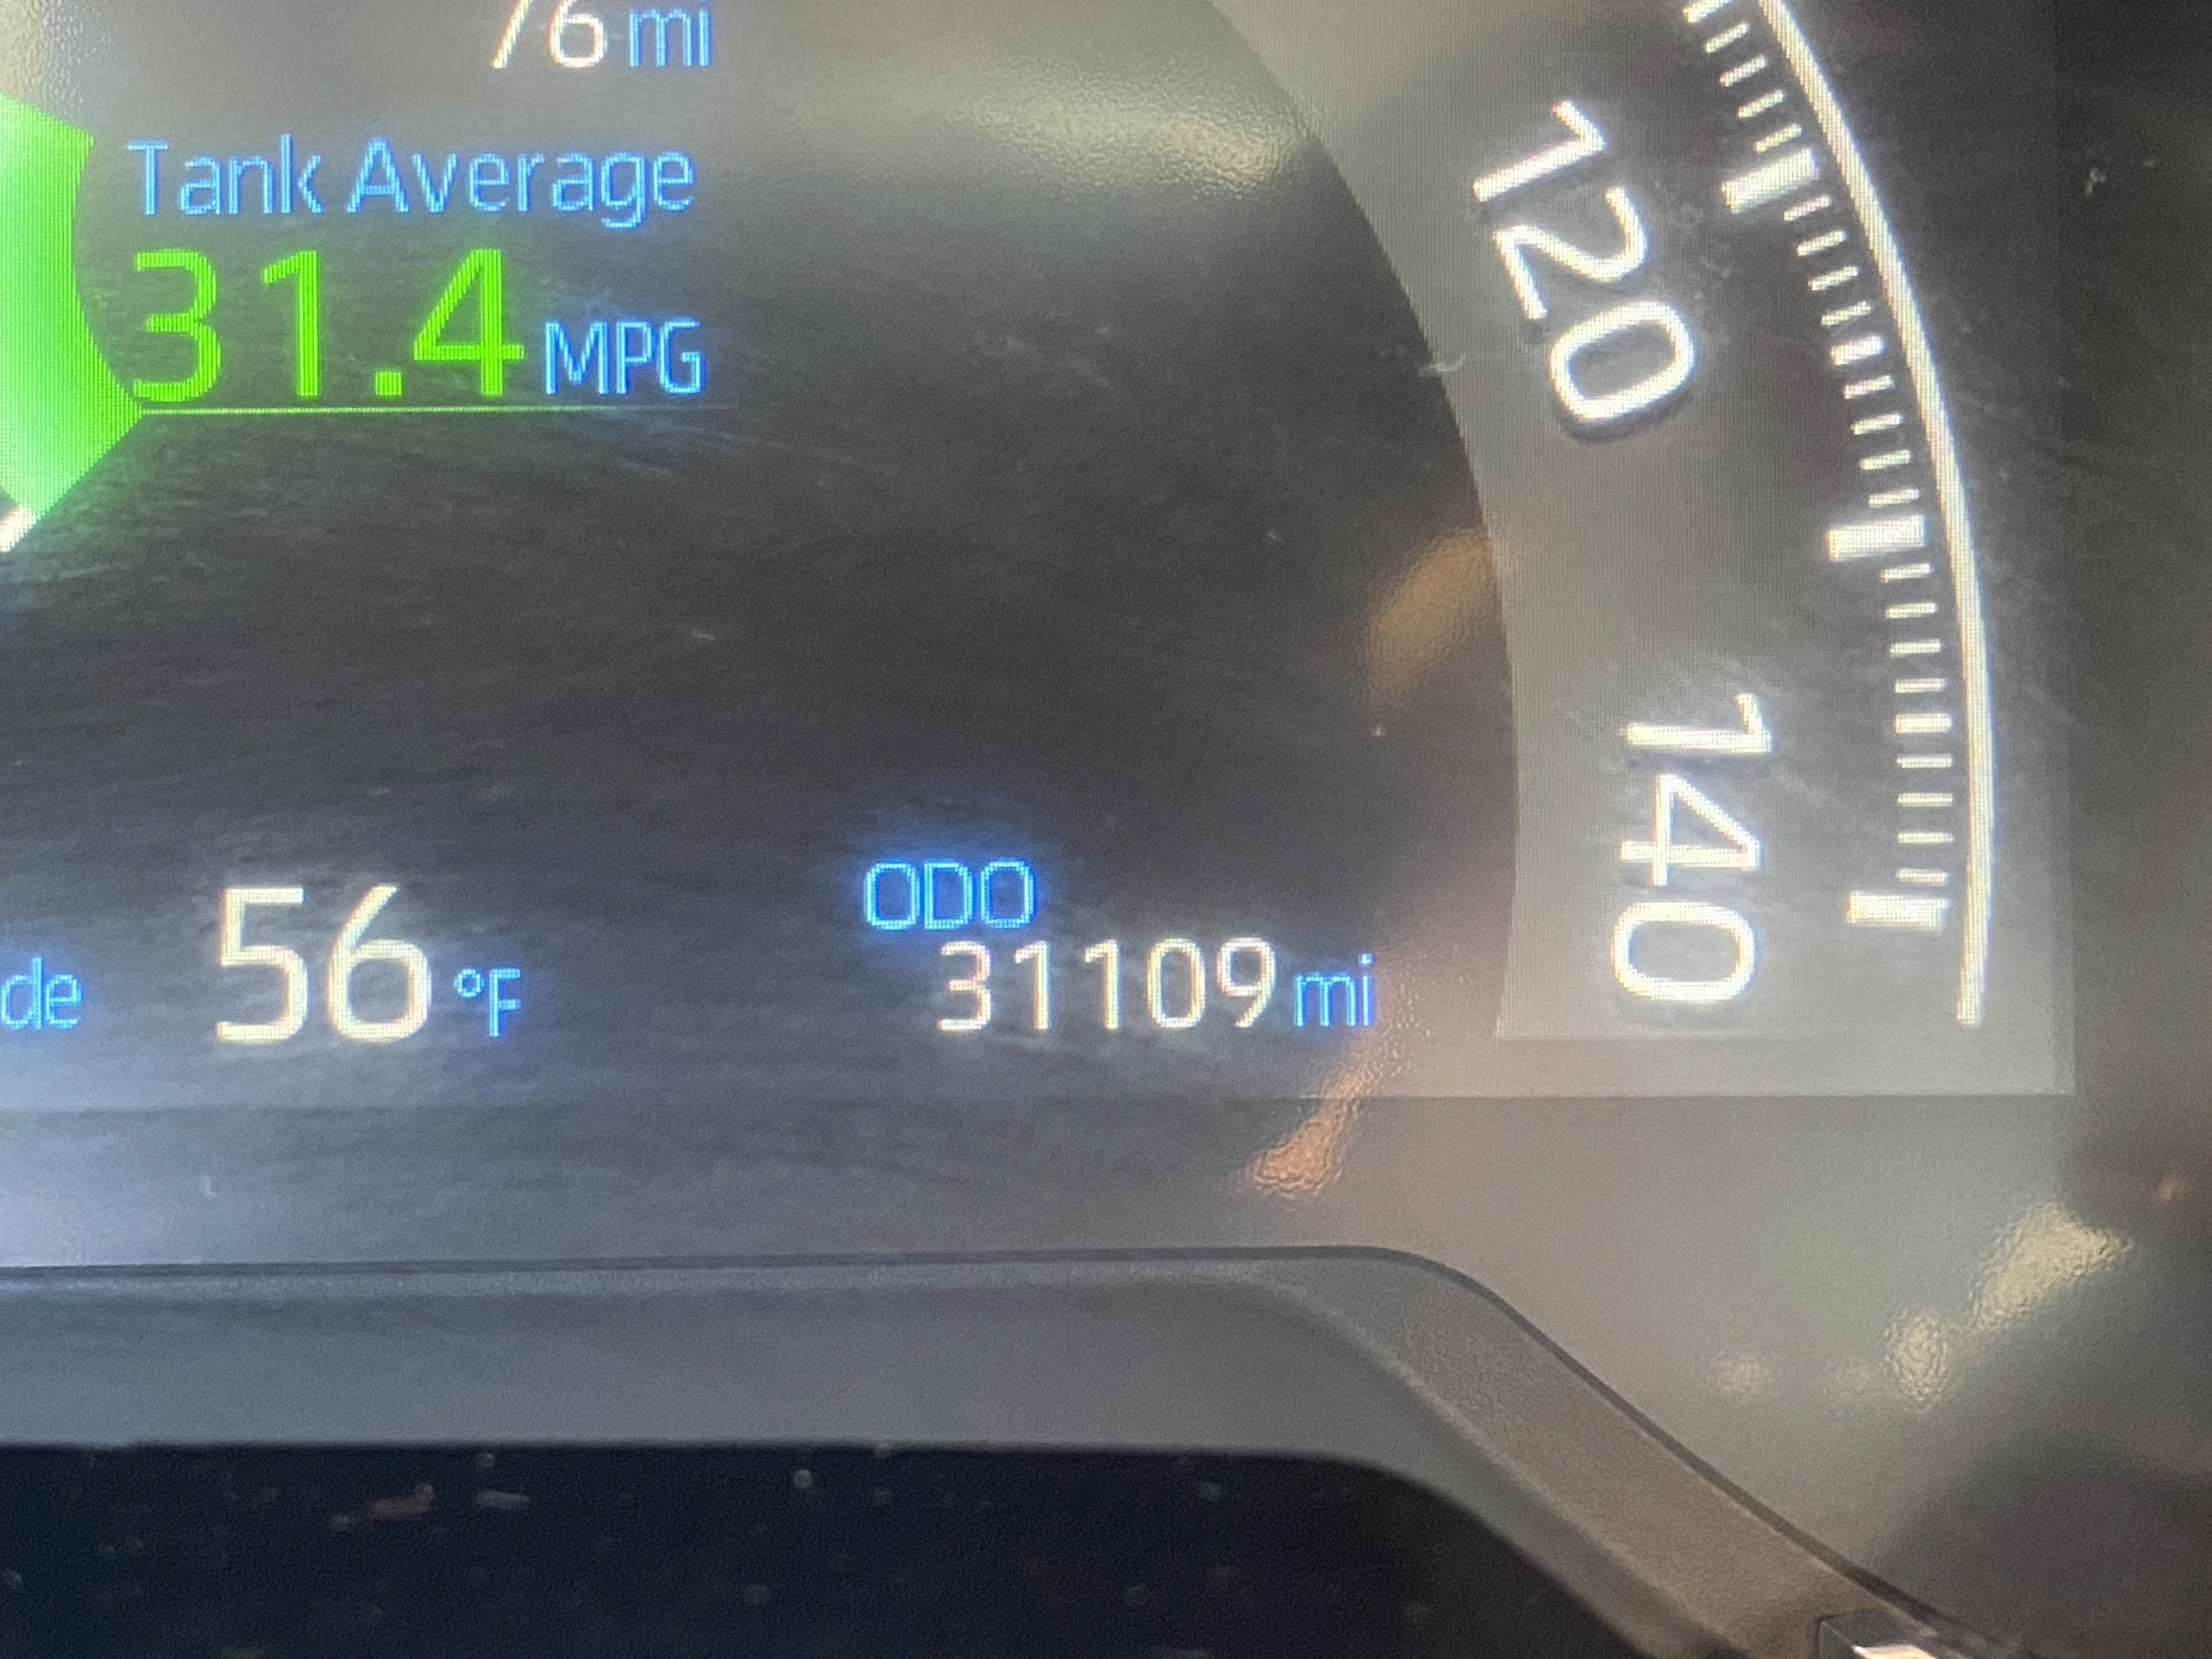 76 mi
Tank Average
31.4 MPG
120
140
de
56 °F
ODO
31109 mi